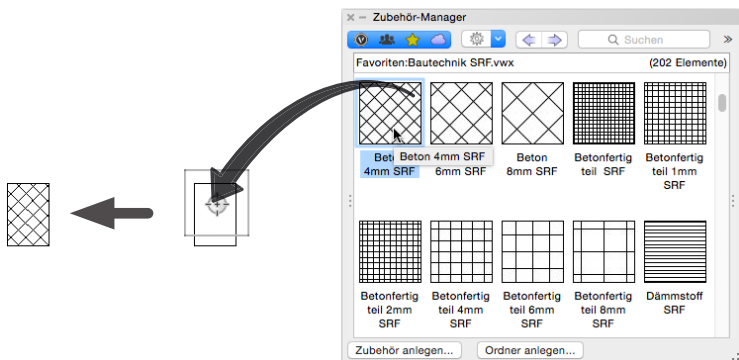 Zubehör-Manager
Suchen
Favoriten:Bautechnik SRF.vwx (202 Elemente)
Beton 4mm SRF
Beton 4mm SRF
6mm SRF
Beton 8mm SRF
Betonfertig teil SRF
Betonfertig teil 1mm SRF
Betonfertig teil 2mm SRF
Betonfertig teil 4mm SRF
Betonfertig teil 6mm SRF
Betonfertig teil 8mm SRF
Dämmstoff SRF
Zubehör anlegen... Ordner anlegen...